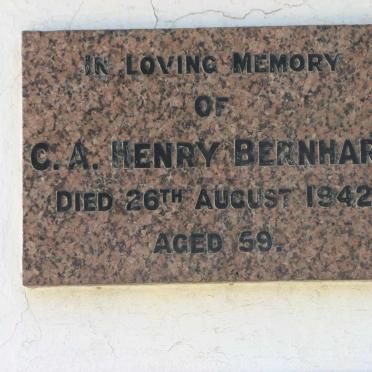 IN LOVING MEMORY
OF
C. A. HENRY BERNHAR
DIED 26TH AUGUST 1942
AGED 59.